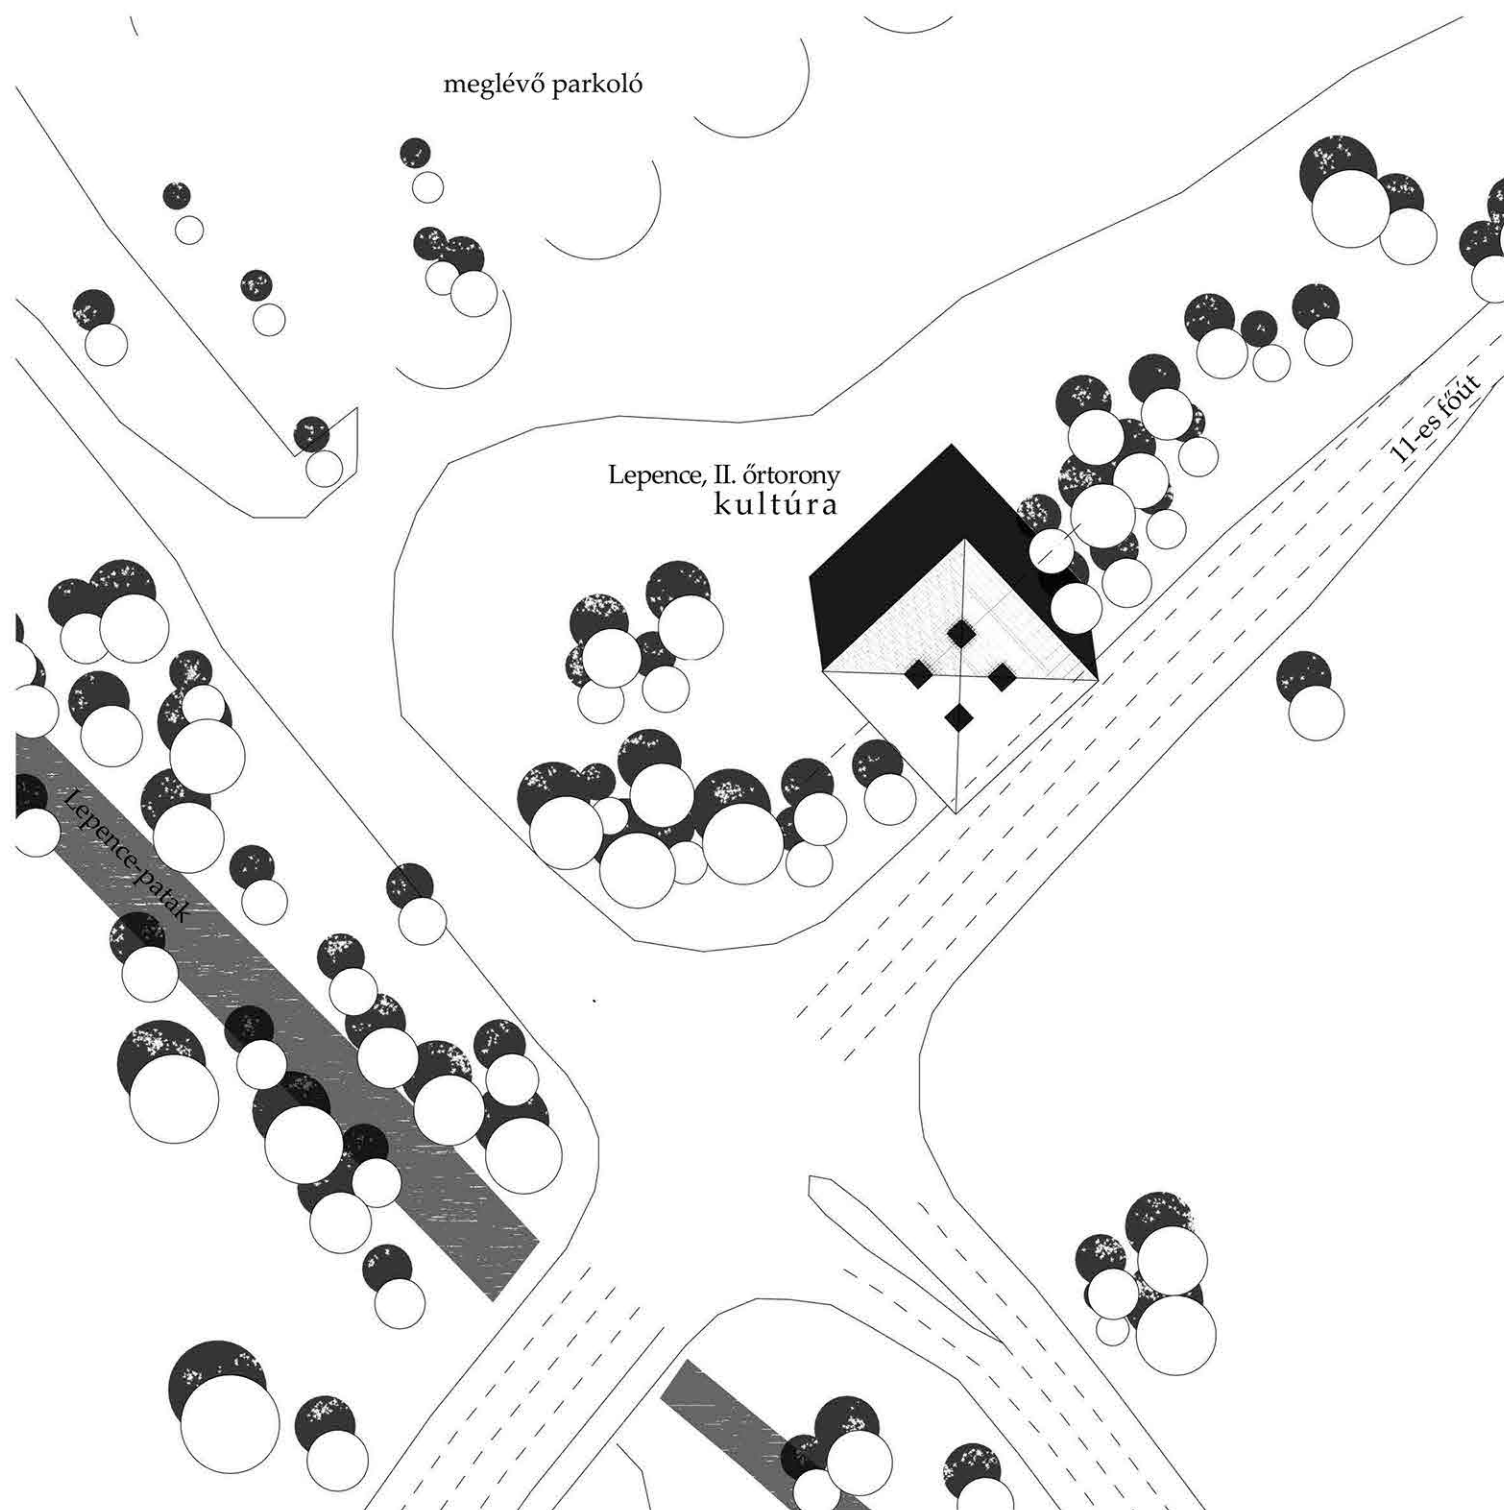 meglévő parkoló
11-es főút
Lepence, II. őrtorony
kultúra
Lepence-patak